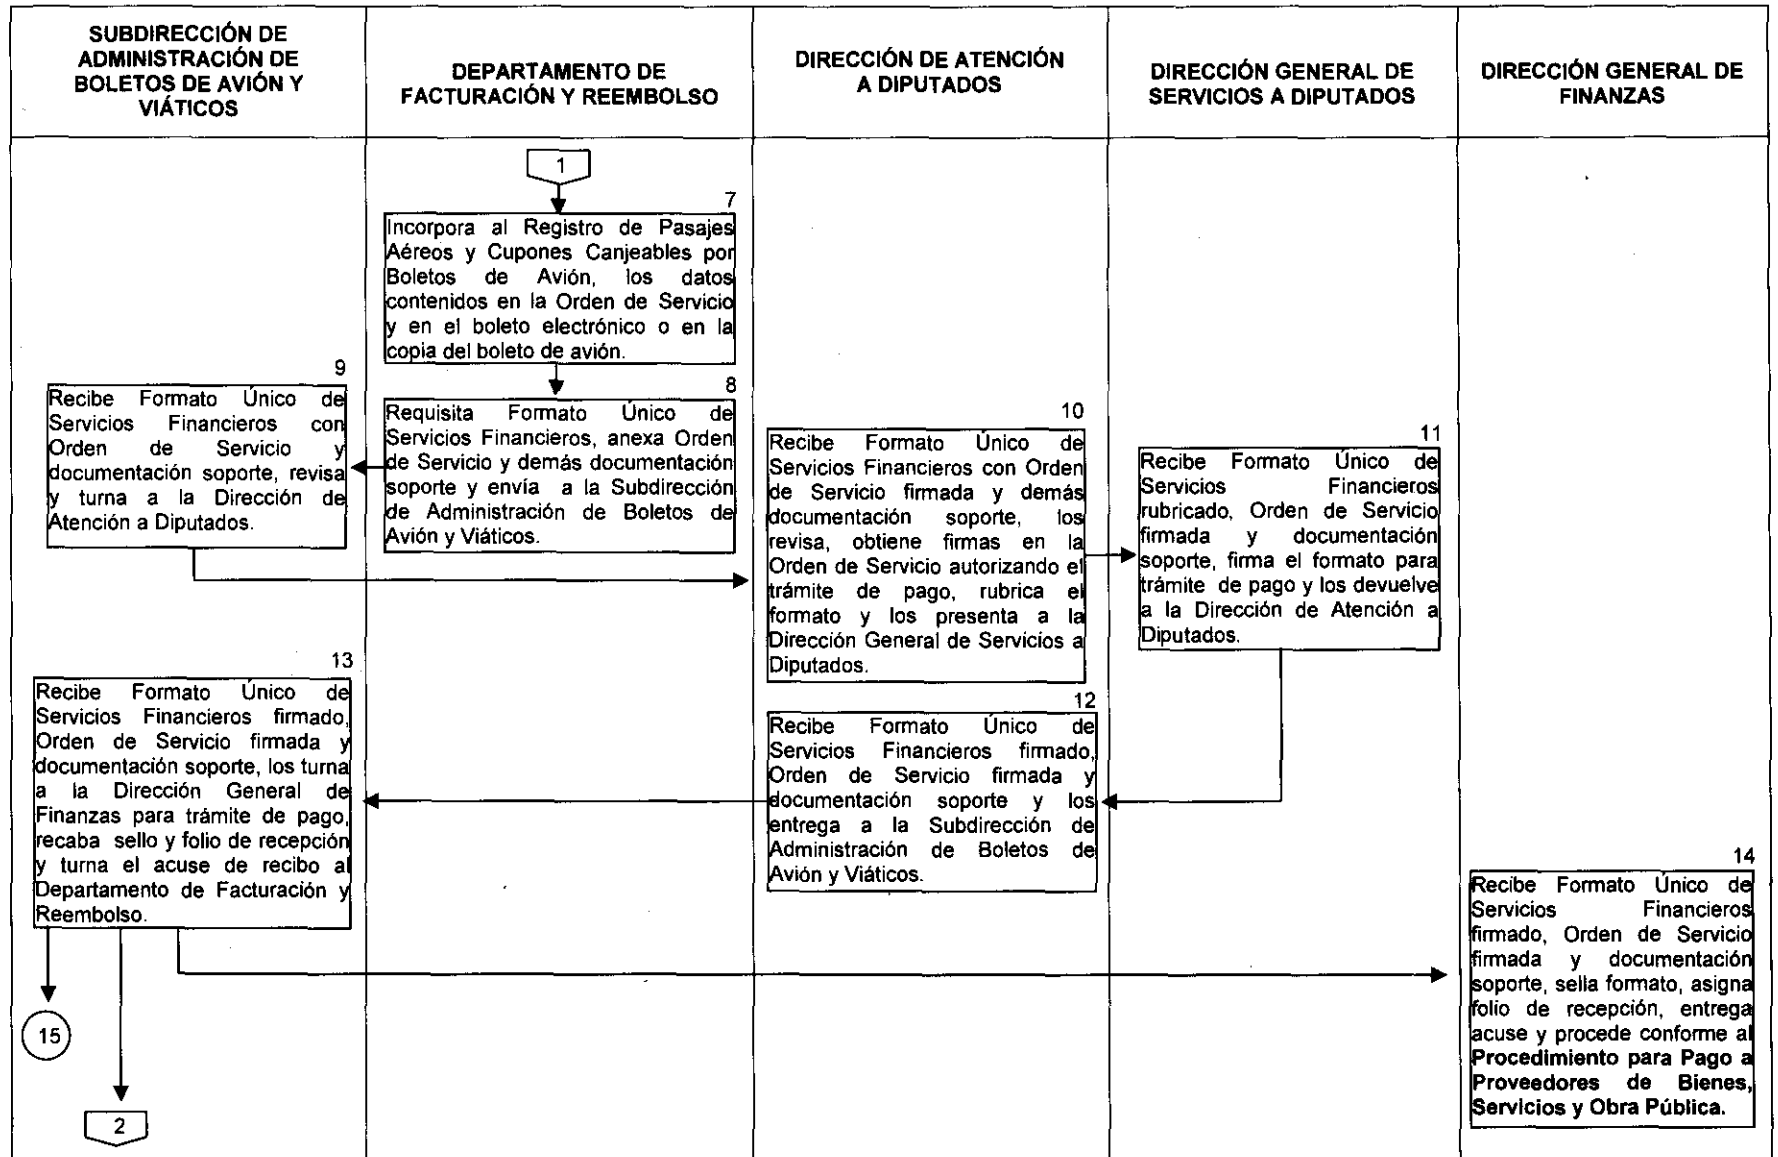 SUBDIRECCIÓN DE
ADMINISTRACIÓN DE
BOLETOS DE AVIÓN Y
VIÁTICOS
DEPARTAMENTO DE
FACTURACIÓN Y REEMBOLSO
DIRECCIÓN DE ATENCIÓN
A DIPUTADOS
DIRECCIÓN GENERAL DE
SERVICIOS A DIPUTADOS
DIRECCIÓN GENERAL DE
FINANZAS
1
7
Incorpora al Registro de Pasajes
Aéreos y Cupones Canjeables por
Boletos de Avión, los datos
contenidos en la Orden de Servicio
y en el boleto electrónico o en la
copia del boleto de avión.
8
Requisita Formato Único de
Servicios Financieros, anexa Orden
de Servicio y demás documentación
soporte y envía a la Subdirección
de Administración de Boletos de
Avión y Viáticos.
9
Recibe Formato Único de
Servicios Financieros con
Orden de Servicio y
documentación soporte, revisa
y turna a la Dirección de
Atención a Diputados.
10
Recibe Formato Único de
Servicios Financieros con Orden
de Servicio firmada y demás
documentación soporte, los
revisa, obtiene firmas en la
Orden de Servicio autorizando el
trámite de pago, rubrica el
formato y los presenta a la
Dirección General de Servicios a
Diputados.
11
Recibe Formato Único de
Servicios Financieros
rubricado, Orden de Servicio
firmada y documentación
soporte, firma el formato para
trámite de pago y los devuelve
a la Dirección de Atención a
Diputados.
12
Recibe Formato Único de
Servicios Financieros firmado,
Orden de Servicio firmada y
documentación soporte y los
entrega a la Subdirección de
Administración de Boletos de
Avión y Viáticos.
13
Recibe Formato Único de
Servicios Financieros firmado,
Orden de Servicio firmada y
documentación soporte, los turna
a la Dirección General de
Finanzas para trámite de pago,
recaba sello y folio de recepción
y turna el acuse de recibo al
Departamento de Facturación y
Reembolso.
14
Recibe Formato Único de
Servicios Financieros
firmado, Orden de Servicio
firmada y documentación
soporte, sella formato, asigna
folio de recepción, entrega
acuse y procede conforme al
Procedimiento para Pago a
Proveedores de Bienes,
Servicios y Obra Pública.
15
2